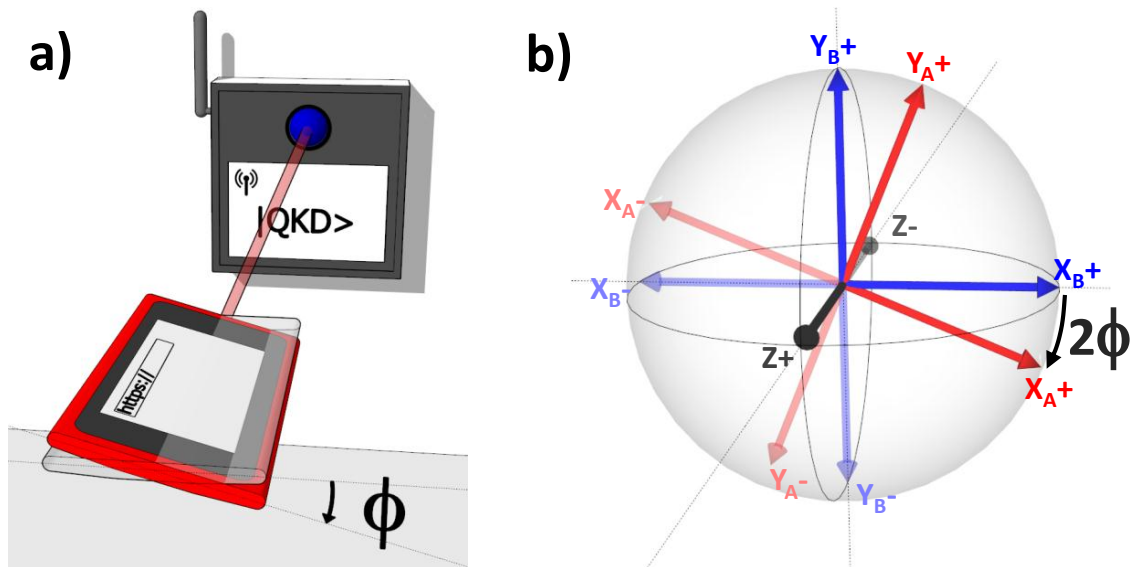 a)
|QKD>
https://
ϕ
b)
Y_B+
Y_A+
X_A-
Z-
X_B-
X_B+
2ϕ
Z+
X_A+
Y_A-
Y_B-